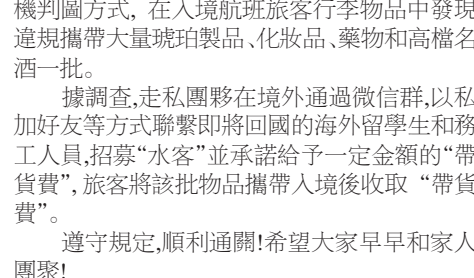 機判圖方式, 在入境航班旅客行李物品中發現
違規攜帶大量琥珀製品、化妝品、藥物和高檔名
酒一批。
據調查,走私團夥在境外通過微信群,以私
加好友等方式聯繫即將回國的海外留學生和務
工人員,招募“水客”並承諾給予一定金額的“帶
貨費”, 旅客將該批物品攜帶入境後收取 “帶貨
費”。
遵守規定,順利通關!希望大家早早和家人
團聚!